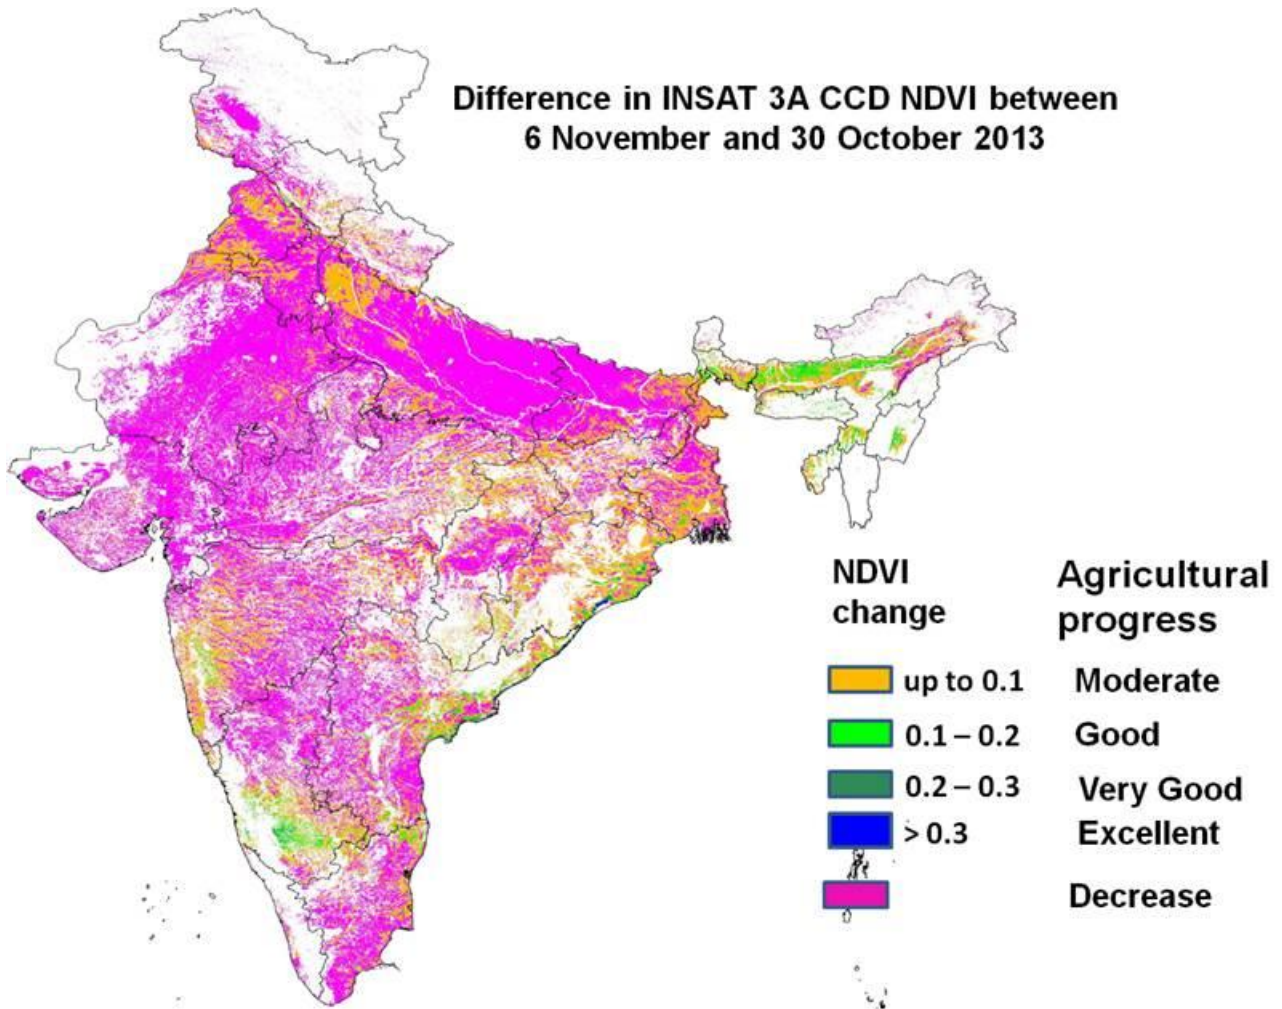 Difference in INSAT 3A CCD NDVI between
6 November and 30 October 2013
NDVI change
Agricultural progress
up to 0.1 Moderate
0.1 – 0.2 Good
0.2 – 0.3 Very Good
> 0.3 Excellent
Decrease